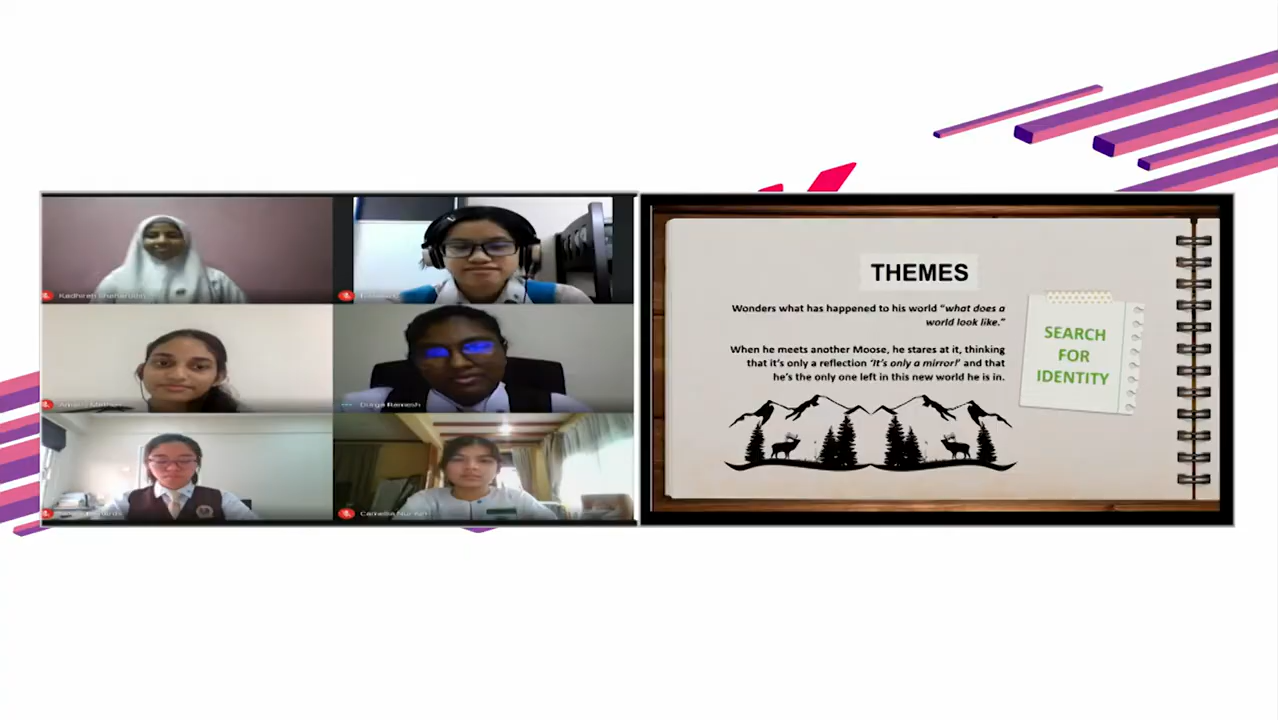 Durga Ramesh
THEMES
Wonders what has happened to his world "what does a
world look like."
When he meets another Moose, he stares at it, thinking
that it's only a reflection 'It's only a mirror!' and that
he's the only one left in this new world he is in.
SEARCH
FOR
IDENTITY